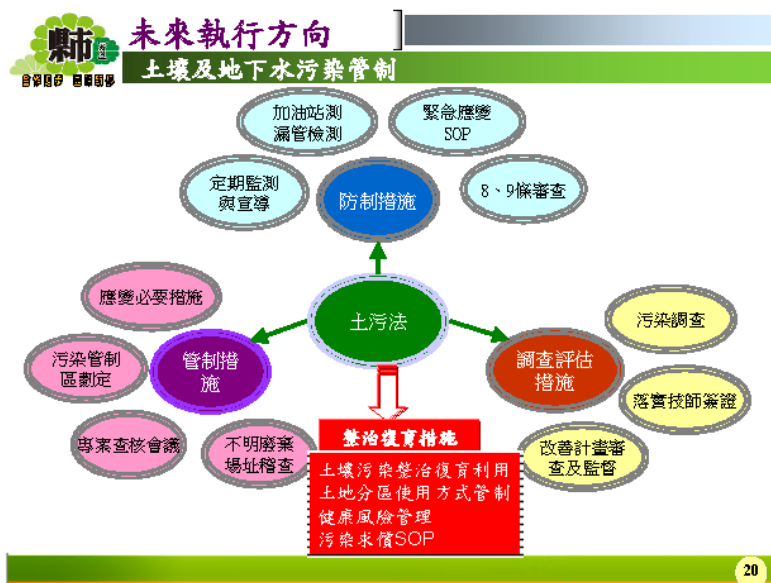 縣市
未來執行方向
土壤及地下水污染管制
加油站測
漏管檢測
緊急應變
SOP
定期監測
與宣導
防制措施
8、9條審查
應變必要措施
土污法
污染調查
污染管制
區劃定
管制措
施
調查評估
措施
落實技師簽證
專案查核會議
不明廢棄
場址稽查
整治復育措施
改善計畫審
查及監督
土壤污染整治復育利用
土地分區使用方式管制
健康風險管理
污染求償SOP
20